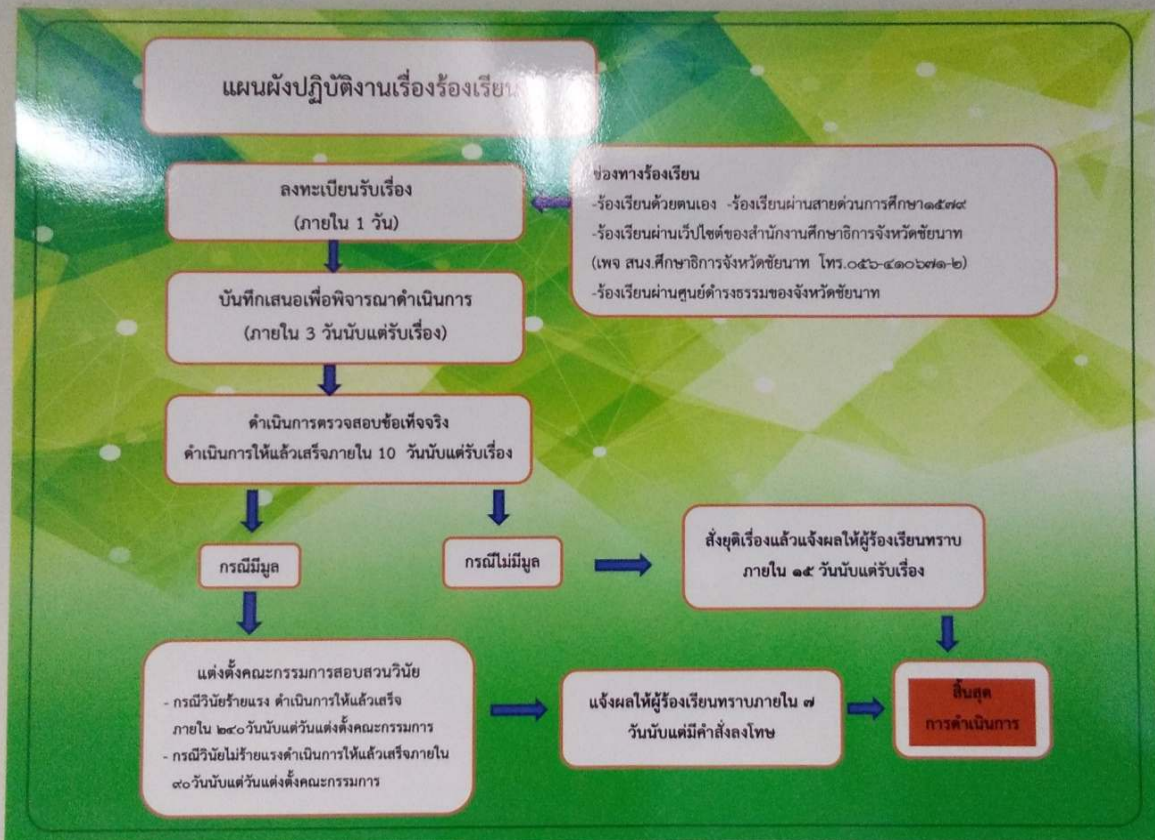 แผนผังปฏิบัติงานเรื่องร้องเรียน
ลงทะเบียนรับเรื่อง
(ภายใน 1 วัน)
ช่องทางร้องเรียน
-ร้องเรียนด้วยตนเอง -ร้องเรียนผ่านสายด่วนการศึกษา๑๕๗๙
-ร้องเรียนผ่านเว็ปไซต์ของสำนักงานศึกษาธิการจังหวัดชัยนาท
(เพจ สนง.ศึกษาธิการจังหวัดชัยนาท โทร.๐๕๖-๔๑๐๖๗๑-๒)
-ร้องเรียนผ่านศูนย์ดำรงธรรมของจังหวัดชัยนาท
บันทึกเสนอเพื่อพิจารณาดำเนินการ
(ภายใน 3 วันนับแต่รับเรื่อง)
ดำเนินการตรวจสอบข้อเท็จจริง
ดำเนินการให้แล้วเสร็จภายใน 10 วันนับแต่รับเรื่อง
กรณีมีมูล
กรณีไม่มีมูล
สั่งยุติเรื่องแล้วแจ้งผลให้ผู้ร้องเรียนทราบ
ภายใน ๑๕ วันนับแต่รับเรื่อง
แต่งตั้งคณะกรรมการสอบสวนวินัย
- กรณีวินัยร้ายแรง ดำเนินการให้แล้วเสร็จ
ภายใน ๒๔๐วันนับแต่วันแต่งตั้งคณะกรรมการ
- กรณีวินัยไม่ร้ายแรงดำเนินการให้แล้วเสร็จภายใน
๙๐วันนับแต่วันแต่งตั้งคณะกรรมการ
แจ้งผลให้ผู้ร้องเรียนทราบภายใน ๗
วันนับแต่มีคำสั่งลงโทษ
สิ้นสุด
การดำเนินการ